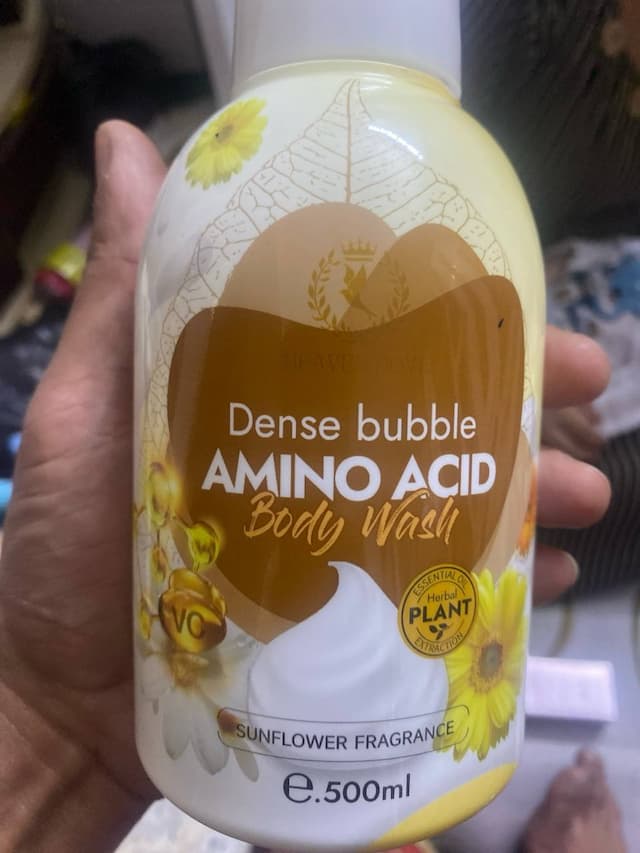 Dense bubble
AMINO ACID
Body Wash
VC
ESSENTIAL OIL
Herbal
PLANT
EXTRACTION
SUNFLOWER FRAGRANCE
℮.500ml